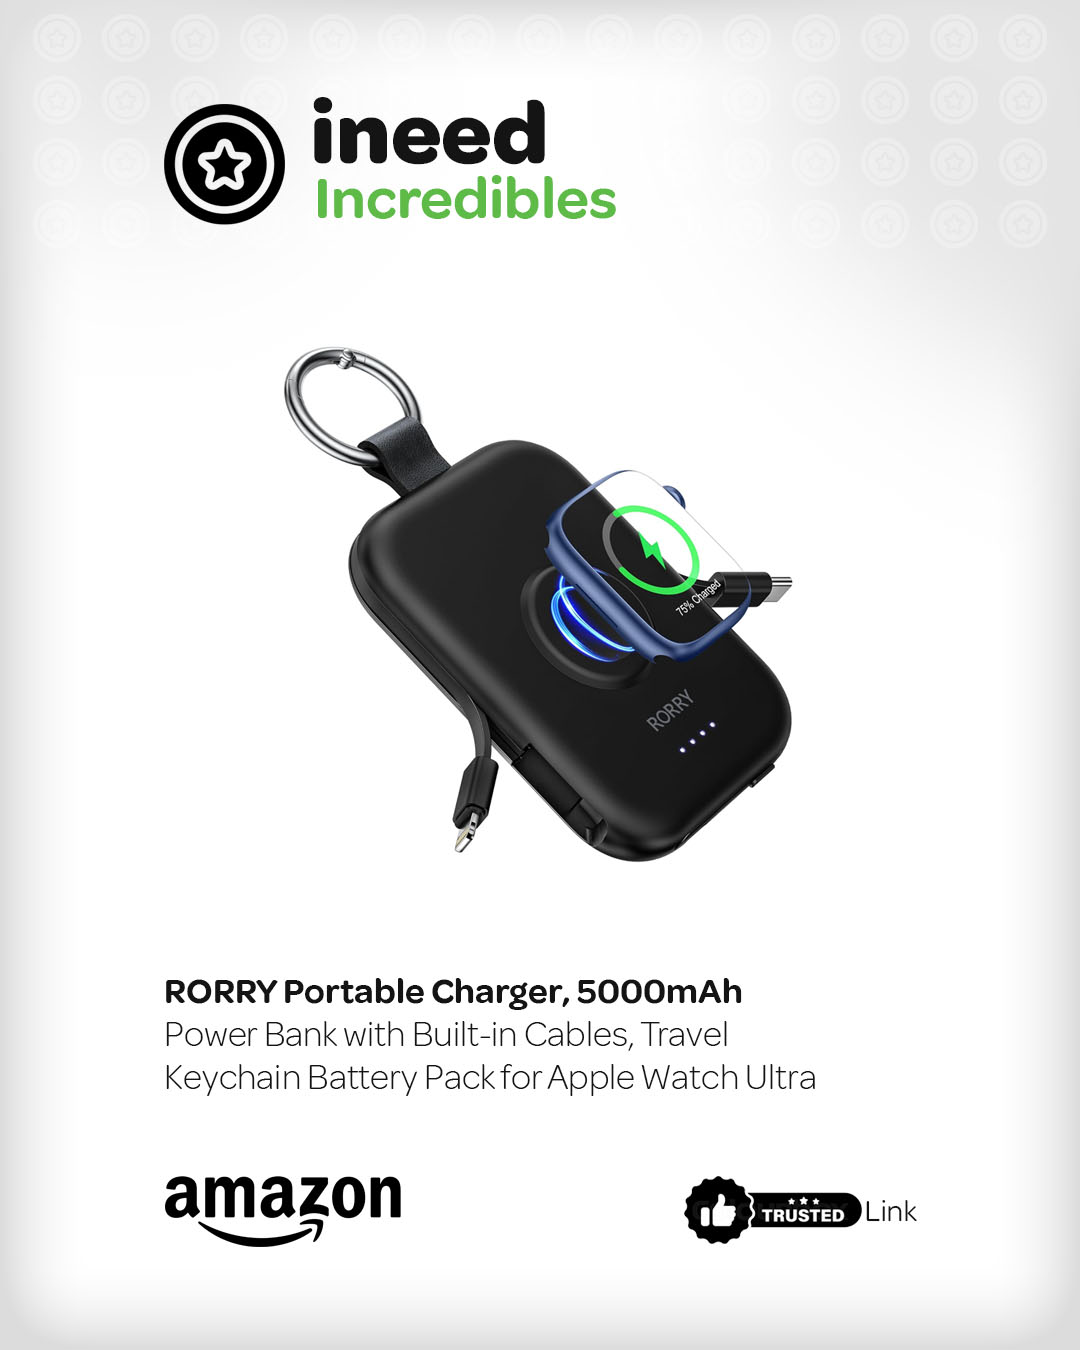 ineed
Incredibles
75% Charged
RORRY
RORRY Portable Charger, 5000mAh
Power Bank with Built-in Cables, Travel
Keychain Battery Pack for Apple Watch Ultra
amazon
TRUSTED Link